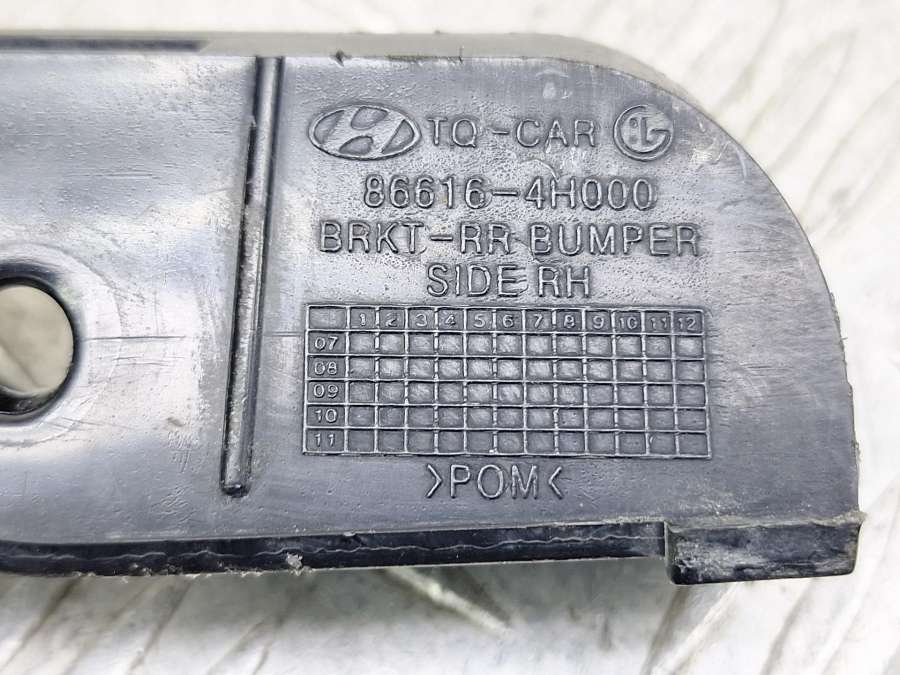 TQ-CAR
86616-4H000
BRKT-RR BUMPER
SIDE RH
1 2 3 4 5 6 7 8 9 10 11 12
07
08
09
10
11
>POM<